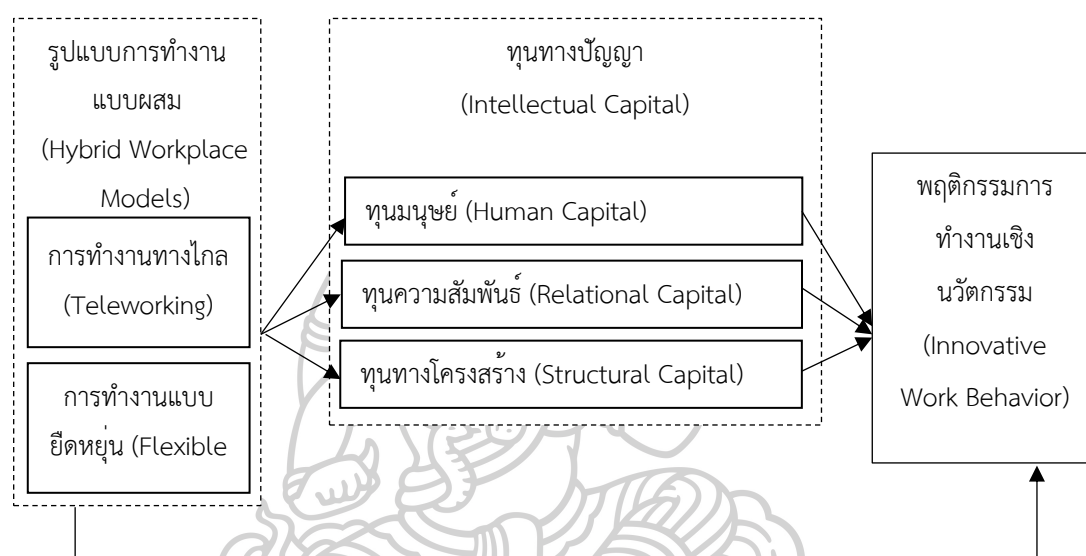 รูปแบบการทำงาน
แบบผสม
(Hybrid Workplace
Models)
การทำงานทางไกล
(Teleworking)
การทำงานแบบ
ยืดหยุ่น (Flexible
ทุนทางปัญญา
(Intellectual Capital)
ทุนมนุษย์ (Human Capital)
ทุนความสัมพันธ์ (Relational Capital)
ทุนทางโครงสร้าง (Structural Capital)
พฤติกรรมการ
ทำงานเชิง
นวัตกรรม
(Innovative
Work Behavior)